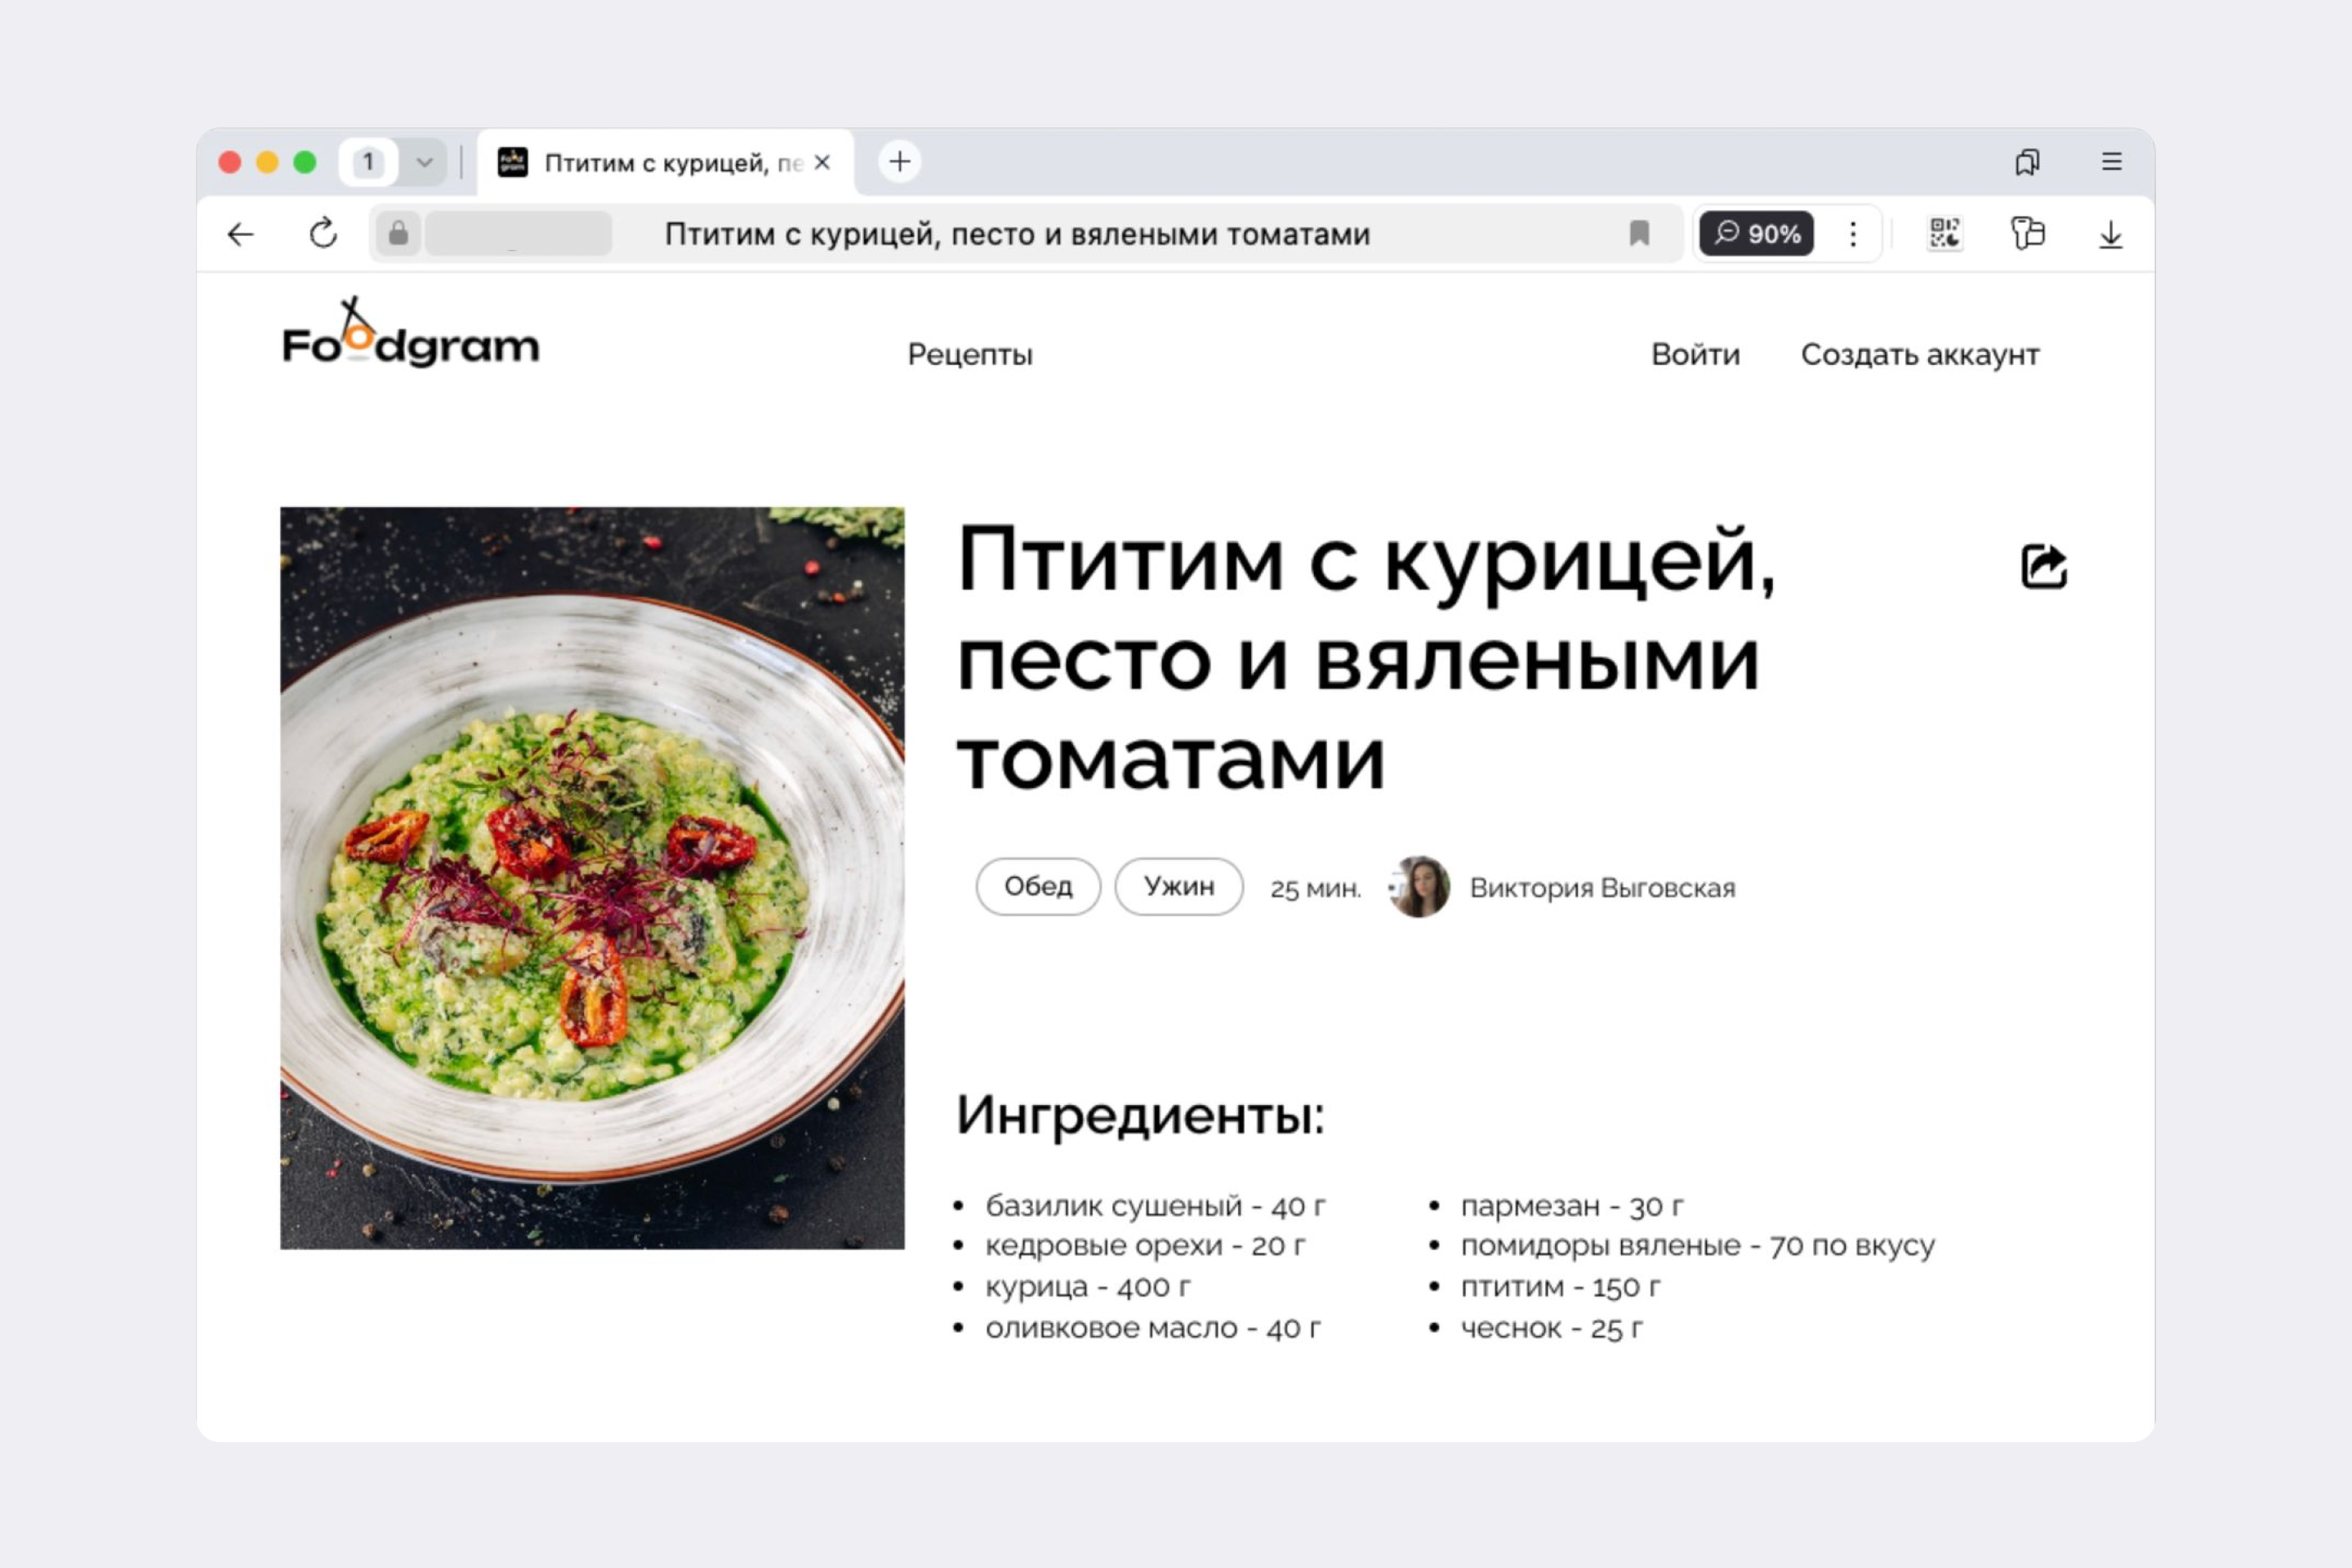 1
Птитим с курицей, пе
Птитим с курицей, песто и вялеными томатами
90%
Foodgram
Рецепты
Войти
Создать аккаунт
Птитим с курицей,
песто и вялеными
томатами
Обед
Ужин
25 мин.
Виктория Выговская
Ингредиенты:
базилик сушеный - 40 г
кедровые орехи - 20 г
курица - 400 г
оливковое масло - 40 г
пармезан - 30 г
помидоры вяленые - 70 по вкусу
птитим - 150 г
чеснок - 25 г